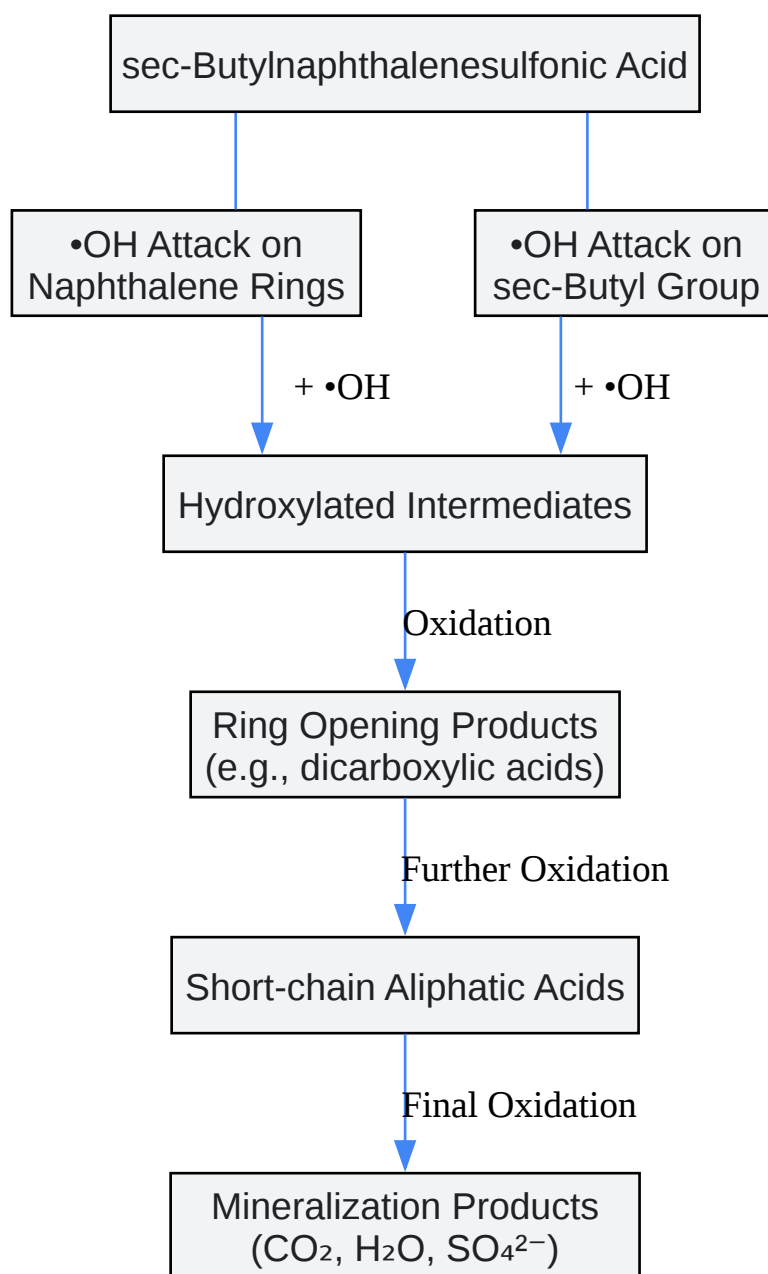 sec-Butylnaphthalenesulfonic Acid
•OH Attack on
Naphthalene Rings
•OH Attack on
sec-Butyl Group
+ •OH
+ •OH
Hydroxylated Intermediates
Oxidation
Ring Opening Products
(e.g., dicarboxylic acids)
Further Oxidation
Short-chain Aliphatic Acids
Final Oxidation
Mineralization Products
(CO₂, H₂O, SO₄²⁻)